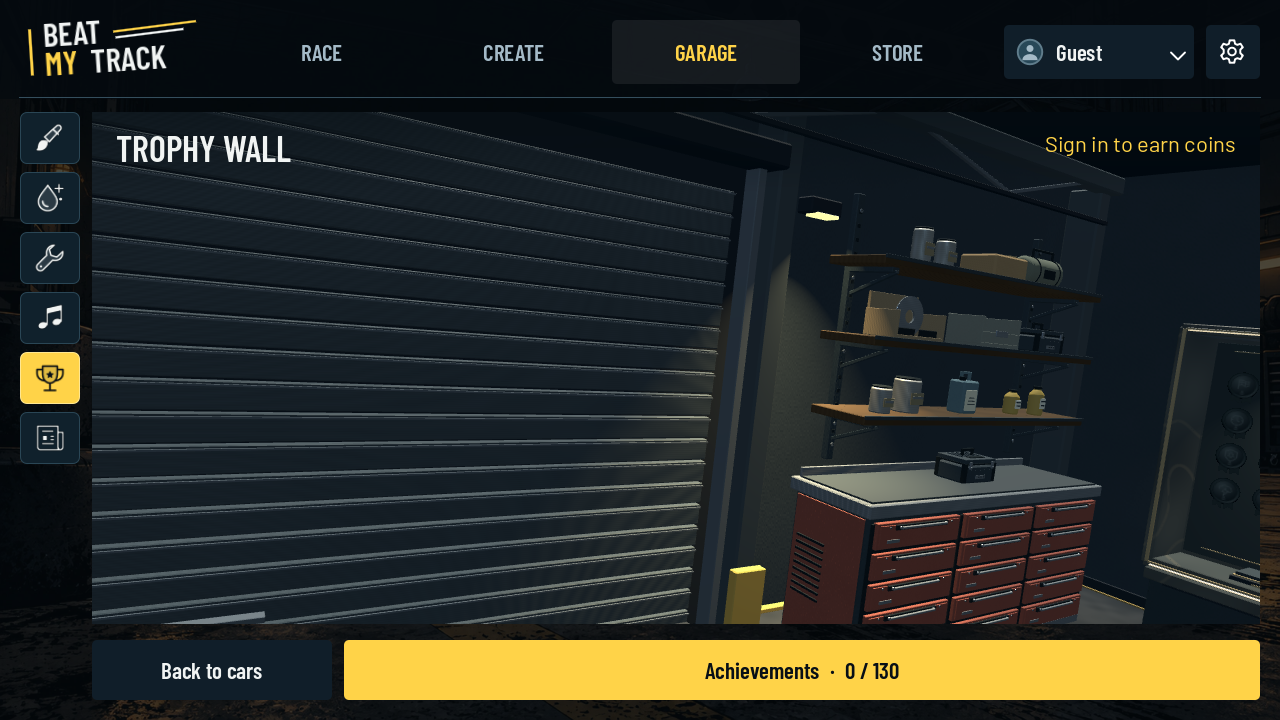 BEAT
MY TRACK
RACE
CREATE
GARAGE
STORE
Guest
TROPHY WALL
Sign in to earn coins
Back to cars
Achievements · 0 / 130